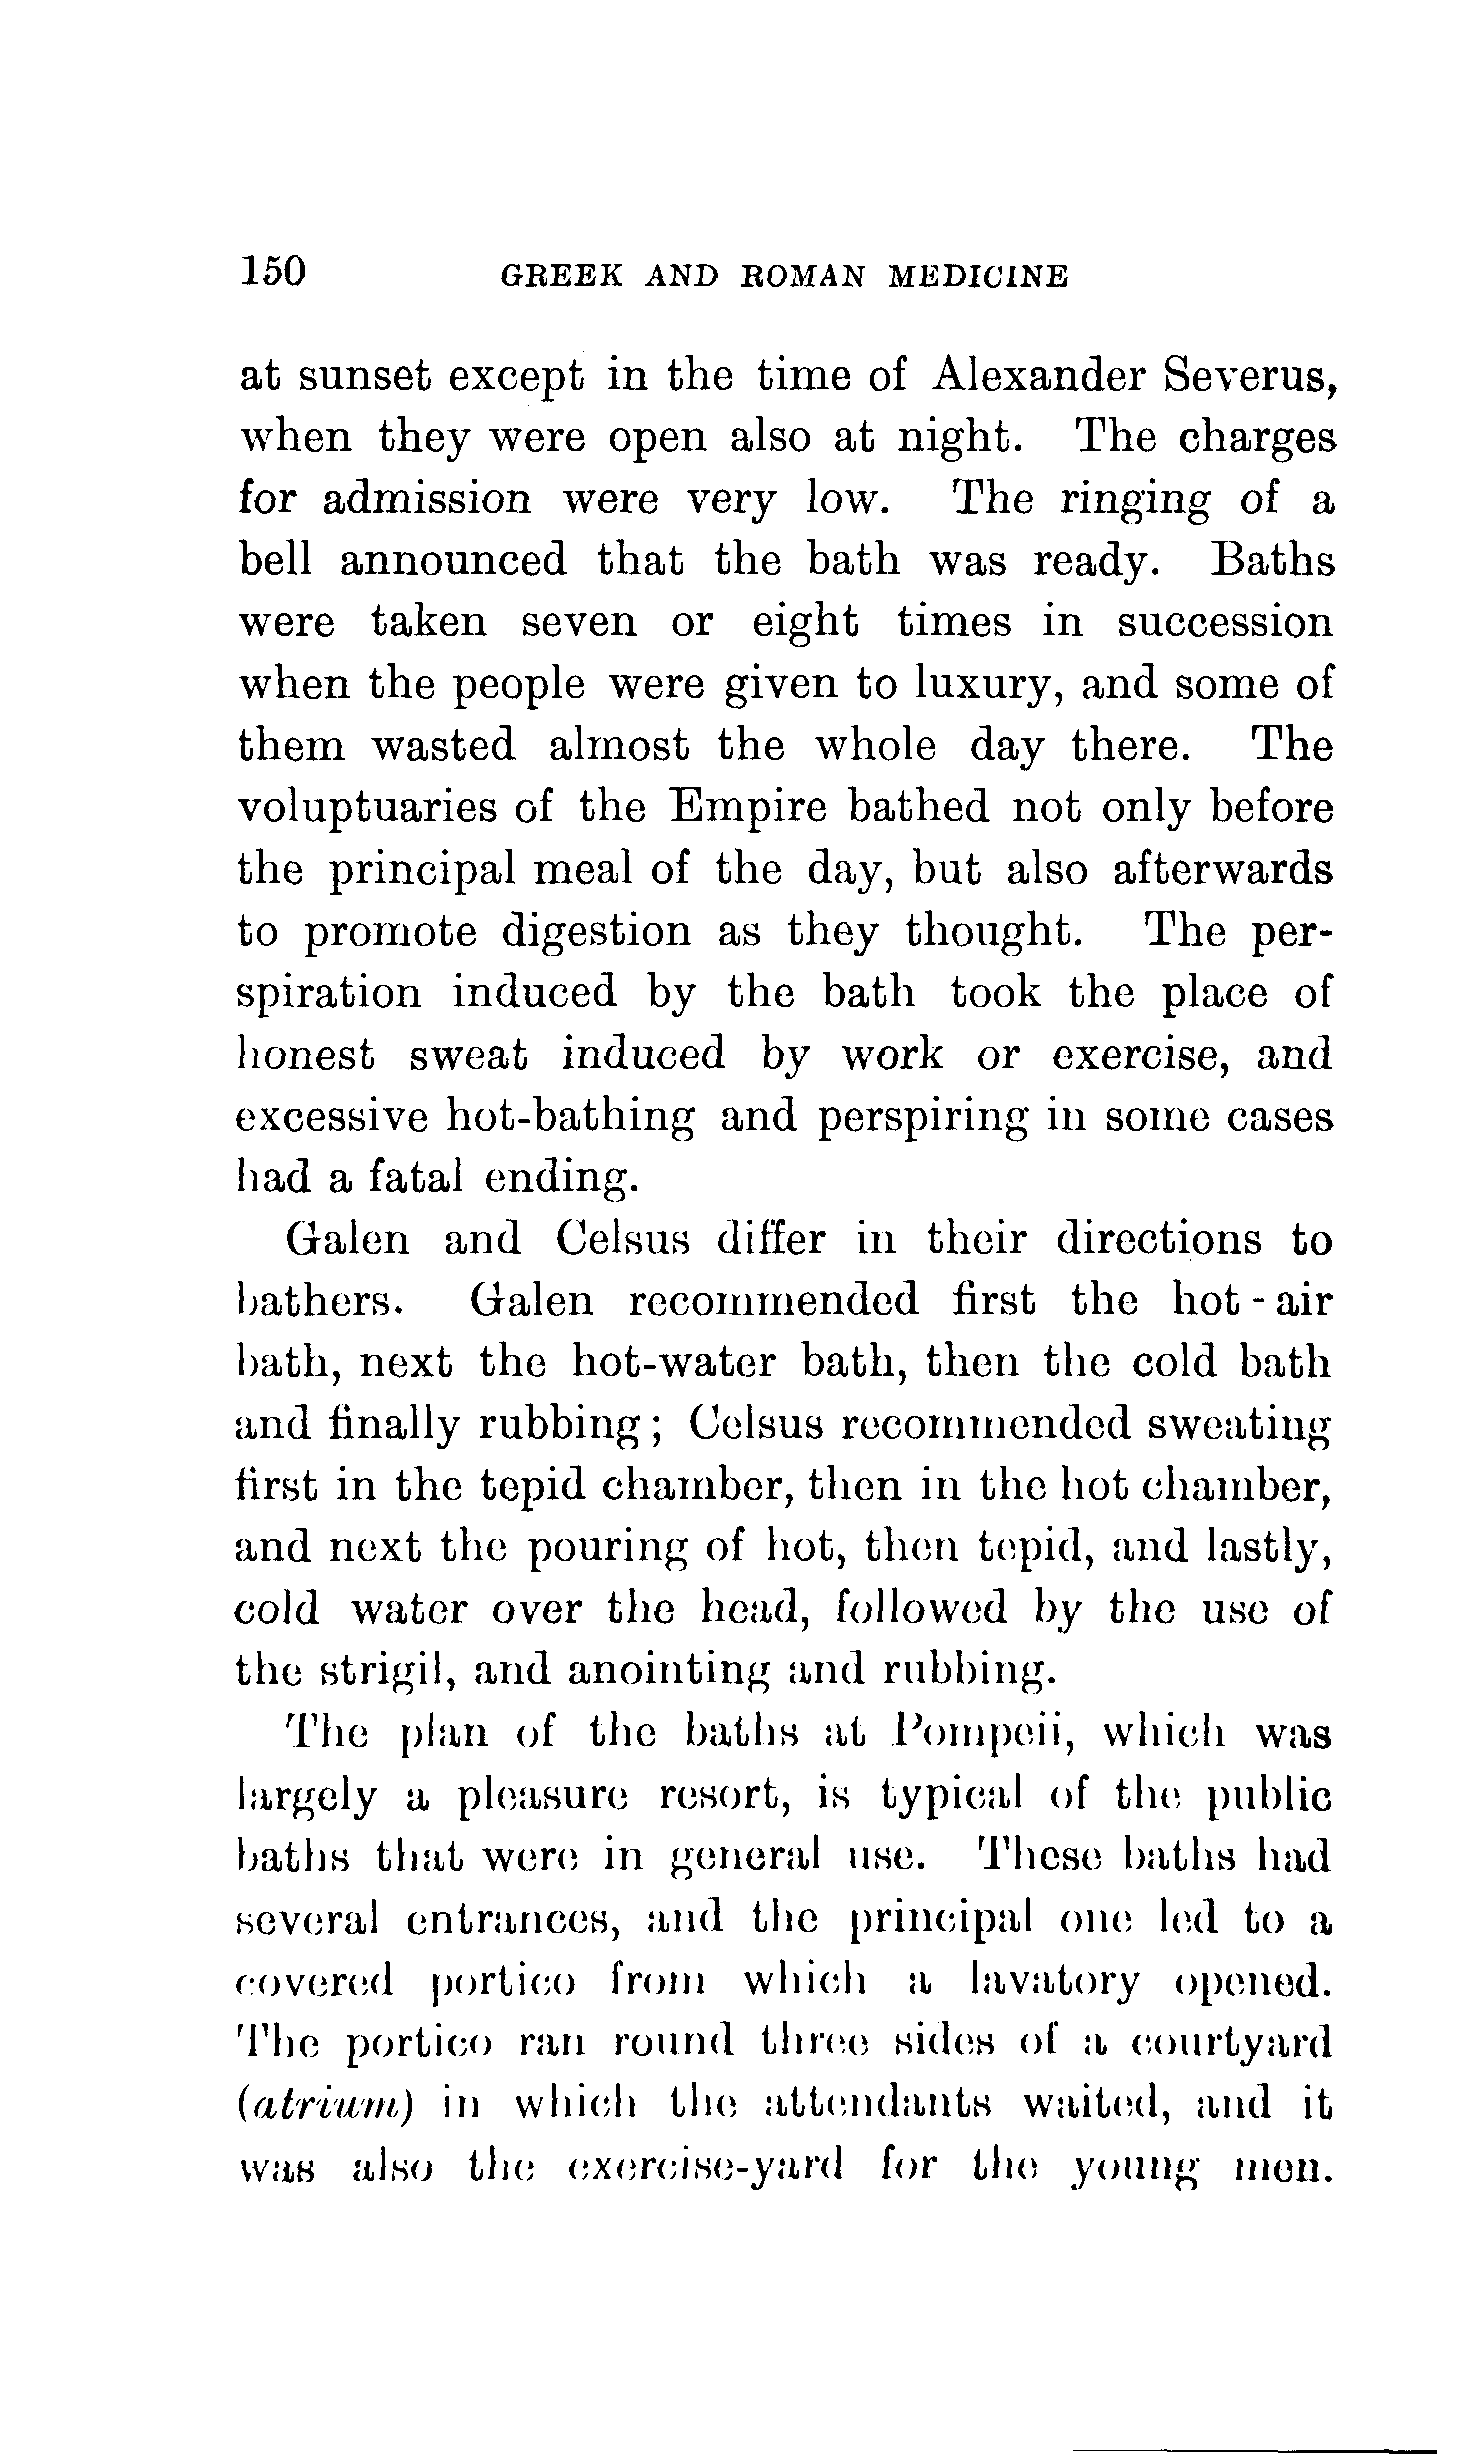 150 GREEK AND ROMAN MEDICINE
at sunset except in the time of Alexander Severus,
when they were open also at night. The charges
for admission were very low. The ringing of a
bell announced that the bath was ready. Baths
were taken seven or eight times in succession
when the people were given to luxury, and some of
them wasted almost the whole day there. The
voluptuaries of the Empire bathed not only before
the principal meal of the day, but also afterwards
to promote digestion as they thought. The per-
spiration induced by the bath took the place of
honest sweat induced by work or exercise, and
excessive hot-bathing and perspiring in some cases
had a fatal ending.
Galen and Celsus differ in their directions to
bathers. Galen recommended first the hot-air
bath, next the hot-water bath, then the cold bath
and finally rubbing; Celsus recommended sweating
first in the tepid chamber, then in the hot chamber,
and next the pouring of hot, then tepid, and lastly,
cold water over the head, followed by the use of
the strigil, and anointing and rubbing.
The plan of the baths at Pompeii, which was
largely a pleasure resort, is typical of the public
baths that were in general use. These baths had
several entrances, and the principal one led to a
covered portico from which a lavatory opened.
The portico ran round three sides of a courtyard
(atrium) in which the attendants waited, and it
was also the exercise-yard for the young men.